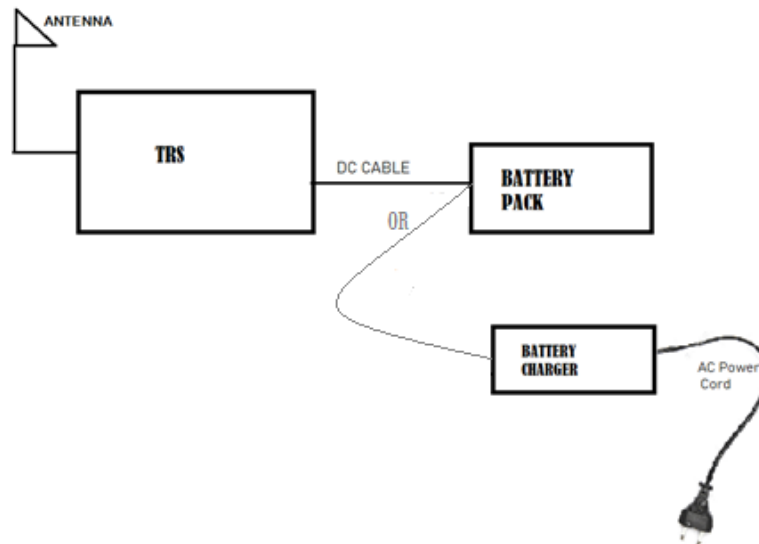 ANTENNA
TRS
DC CABLE
BATTERY
PACK
OR
BATTERY
CHARGER
AC Power
Cord